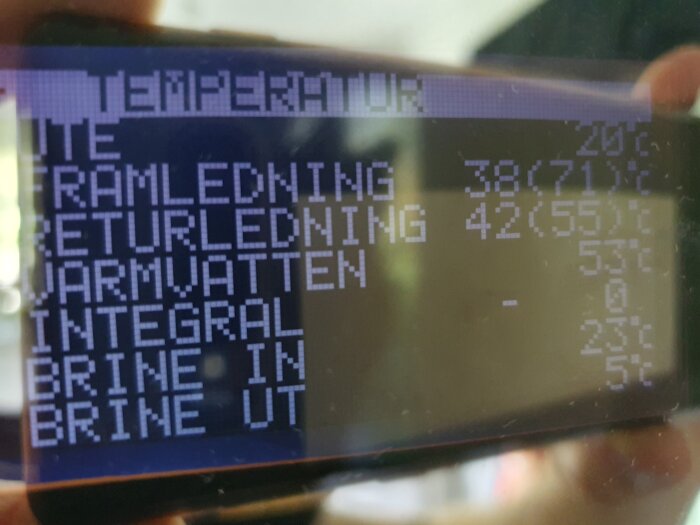 TEMPERATUR
UTE 20°C
FRAMLEDNING 38(71)°C
RETURLEDNING 42(55)°C
VARMVATTEN 53°C
INTEGRAL - 0
BRINE IN 23°C
BRINE UT 5°C